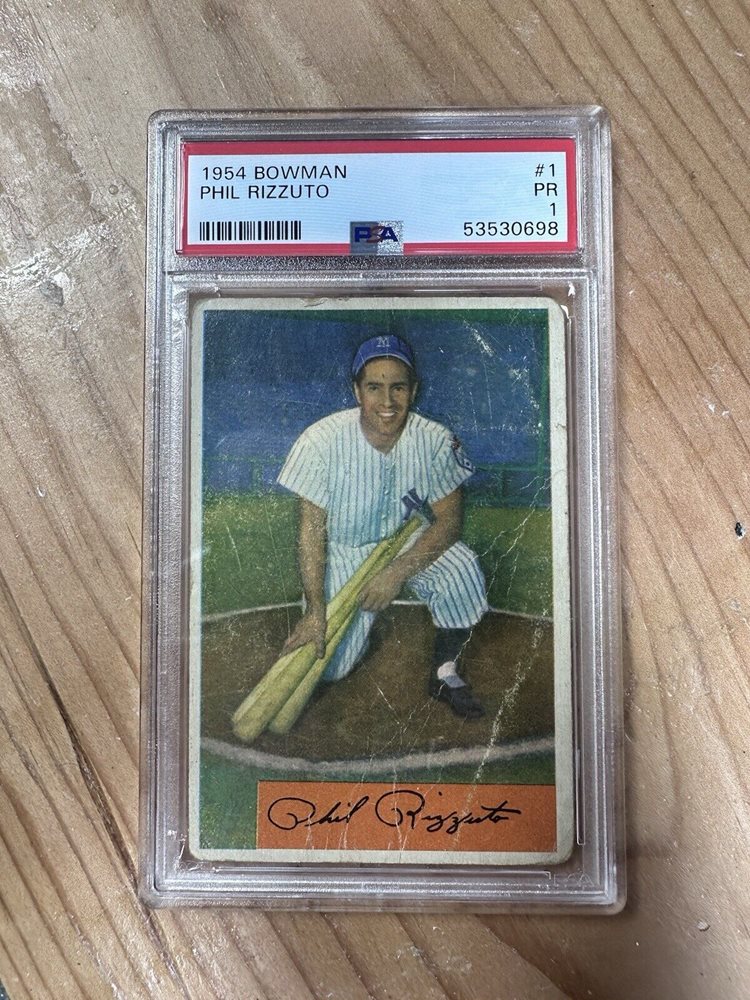 1954 BOWMAN #1
PHIL RIZZUTO PR
1
PSA 53530698
M
Phil Rizzuto